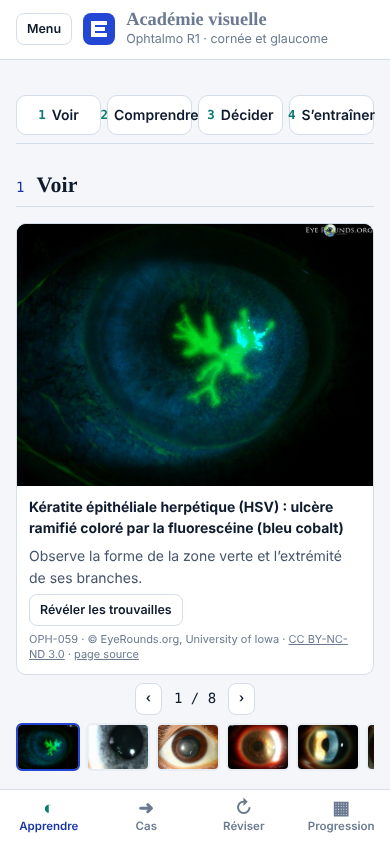 Menu
E
Académie visuelle
Ophtalmo R1 · cornée et glaucome
1 Voir
2 Comprendre
3 Décider
4 S'entraîner
1 Voir
EYE ROUNDS.ORG
Kératite épithéliale herpétique (HSV) : ulcère
ramifié coloré par la fluorescéine (bleu cobalt)
Observe la forme de la zone verte et l'extrémité
de ses branches.
Révéler les trouvailles
OPH-059 · © EyeRounds.org, University of Iowa · CC BY-NC-
ND 3.0 · page source
‹ 1 / 8 ›
Apprendre
Cas
Réviser
Progression